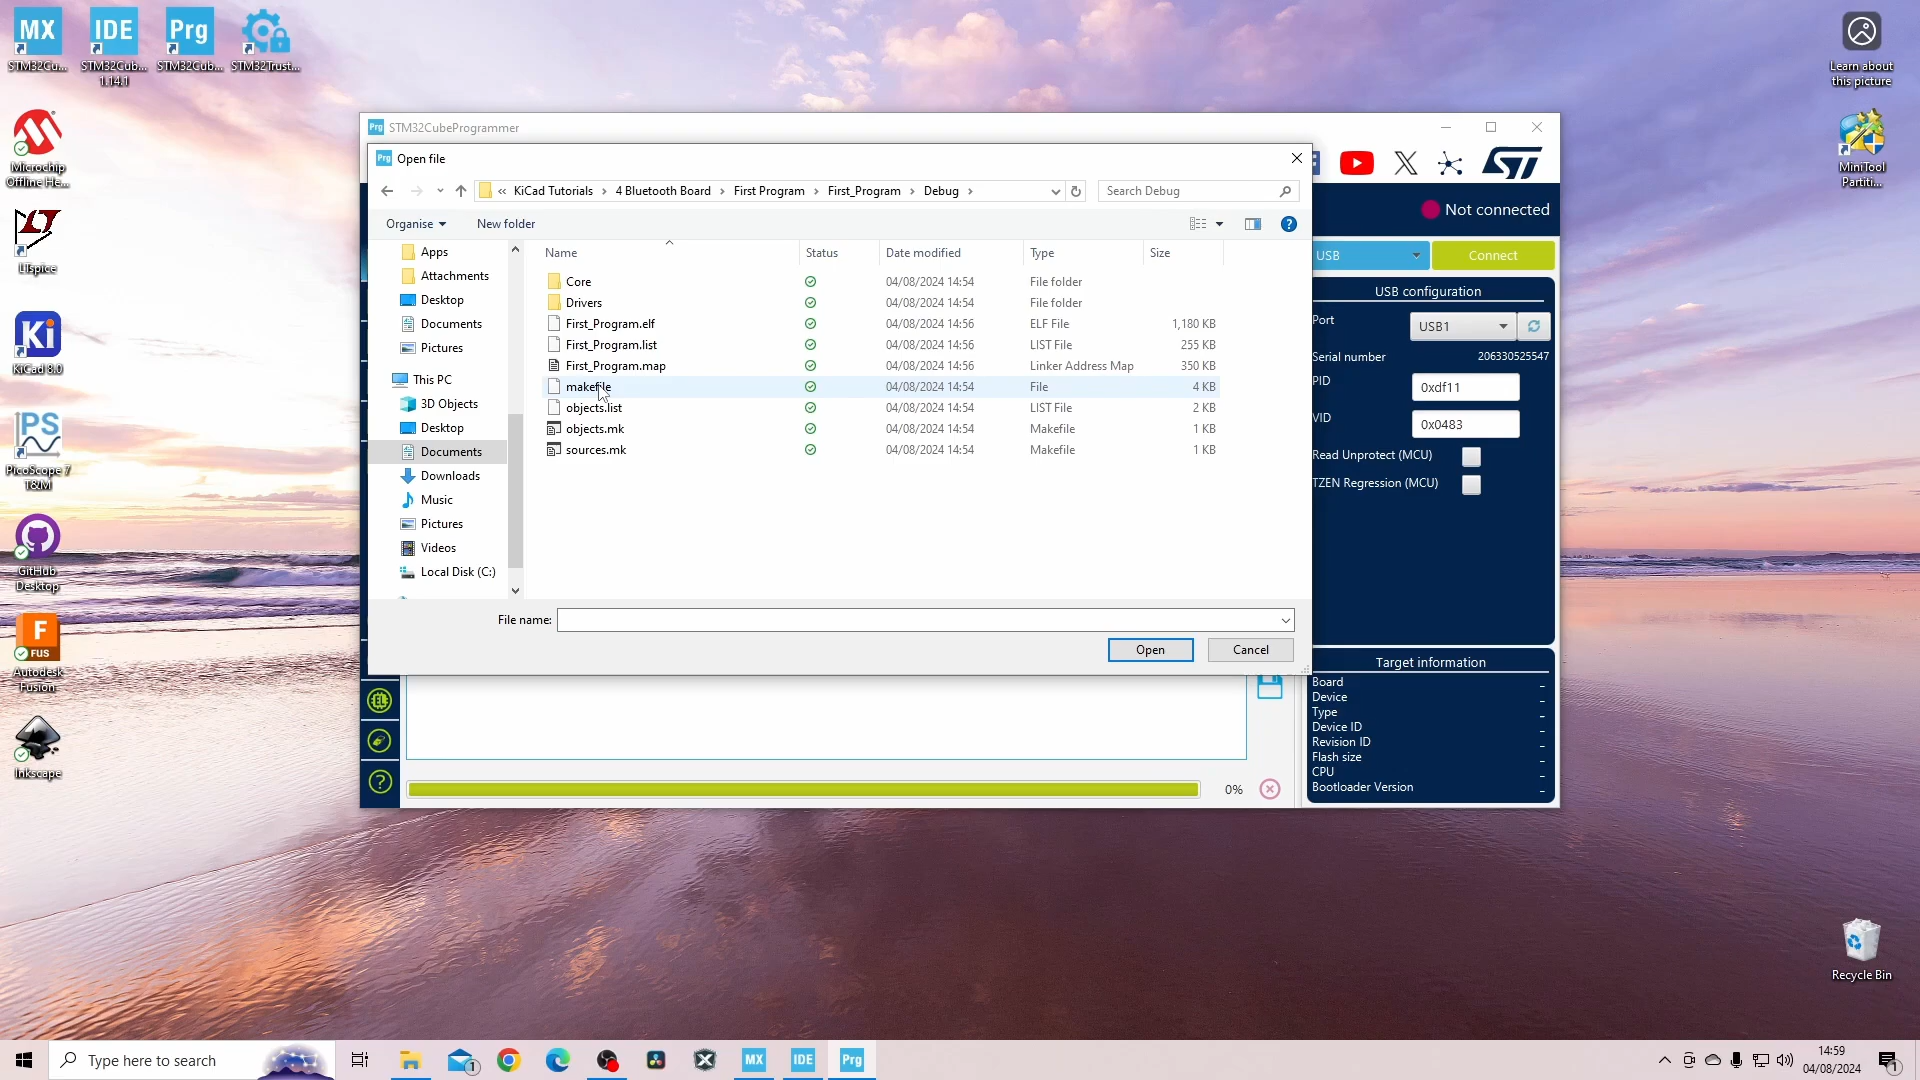 MX
STM32Cu...
IDE
STM32Cub...
1.14.1
Prg
STM32Cub...
STM32Trust...
Microchip
Offline He...
LTspice
Ki
KiCad 8.0
PS
PicoScope 7
T&M
GitHub
Desktop
F
FUS
Autodesk
Fusion
Inkscape
Learn about
this picture
MiniTool
Partiti...
Recycle Bin
Prg STM32CubeProgrammer
Prg Open file
« KiCad Tutorials > 4 Bluetooth Board > First Program > First_Program > Debug >
Search Debug
Organise
New folder
Apps
Attachments
Desktop
Documents
Pictures
This PC
3D Objects
Desktop
Documents
Downloads
Music
Pictures
Videos
Local Disk (C:)
Name Status Date modified Type Size
Core 04/08/2024 14:54 File folder
Drivers 04/08/2024 14:54 File folder
First_Program.elf 04/08/2024 14:56 ELF File 1,180 KB
First_Program.list 04/08/2024 14:56 LIST File 255 KB
First_Program.map 04/08/2024 14:56 Linker Address Map 350 KB
makefile 04/08/2024 14:54 File 4 KB
objects.list 04/08/2024 14:54 LIST File 2 KB
objects.mk 04/08/2024 14:54 Makefile 1 KB
sources.mk 04/08/2024 14:54 Makefile 1 KB
File name:
Open
Cancel
ST
Not connected
USB
Connect
USB configuration
Port USB1
Serial number 206330525547
PID 0xdf11
VID 0x0483
Read Unprotect (MCU)
TZEN Regression (MCU)
Target information
Board _
Device _
Type _
Device ID _
Revision ID _
Flash size _
CPU _
Bootloader Version _
0%
Type here to search
1
MX
IDE
Prg
14:59
04/08/2024
1